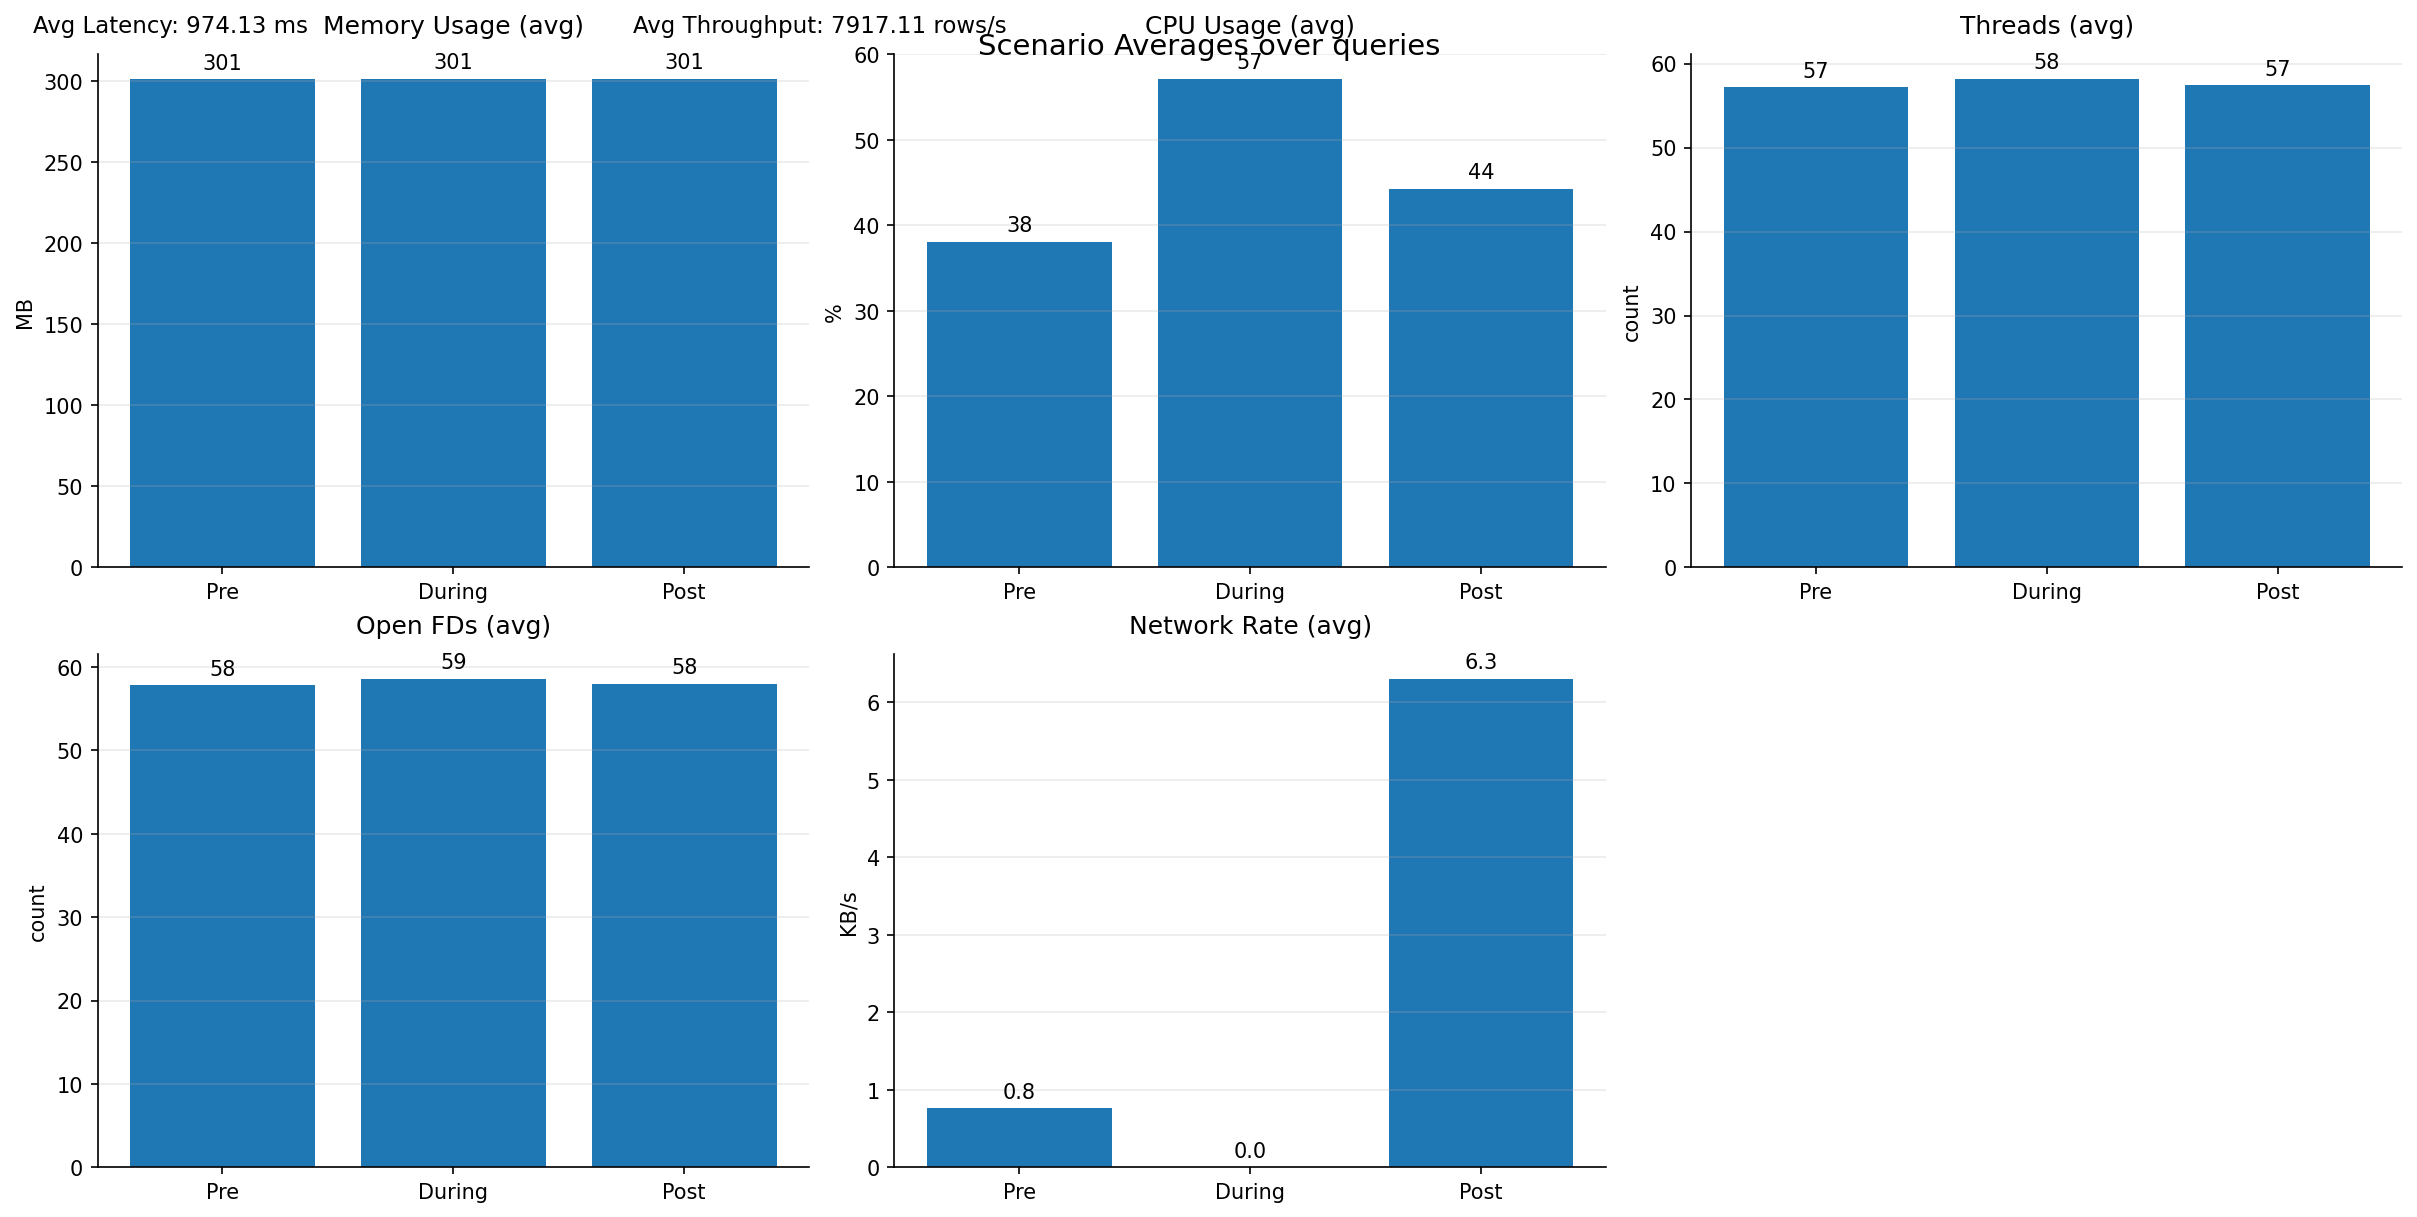 Avg Latency: 974.13 ms
Avg Throughput: 7917.11 rows/s
Scenario Averages over queries
Memory Usage (avg)
301
301
301
300
250
200
150
100
50
0
MB
Pre
During
Post
CPU Usage (avg)
57
44
38
60
50
40
30
20
10
0
%
Pre
During
Post
Threads (avg)
57
58
57
60
50
40
30
20
10
0
count
Pre
During
Post
Open FDs (avg)
58
59
58
60
50
40
30
20
10
0
count
Pre
During
Post
Network Rate (avg)
6.3
0.8
0.0
6
5
4
3
2
1
0
KB/s
Pre
During
Post